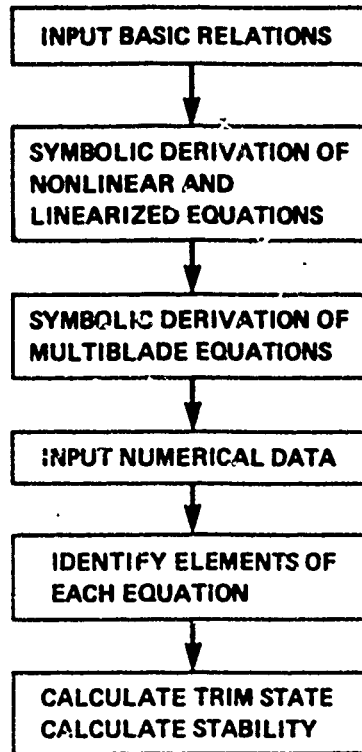 INPUT BASIC RELATIONS
SYMBOLIC DERIVATION OF
NONLINEAR AND
LINEARIZED EQUATIONS
SYMBOLIC DERIVATION OF
MULTIBLADE EQUATIONS
INPUT NUMERICAL DATA
IDENTIFY ELEMENTS OF
EACH EQUATION
CALCULATE TRIM STATE
CALCULATE STABILITY